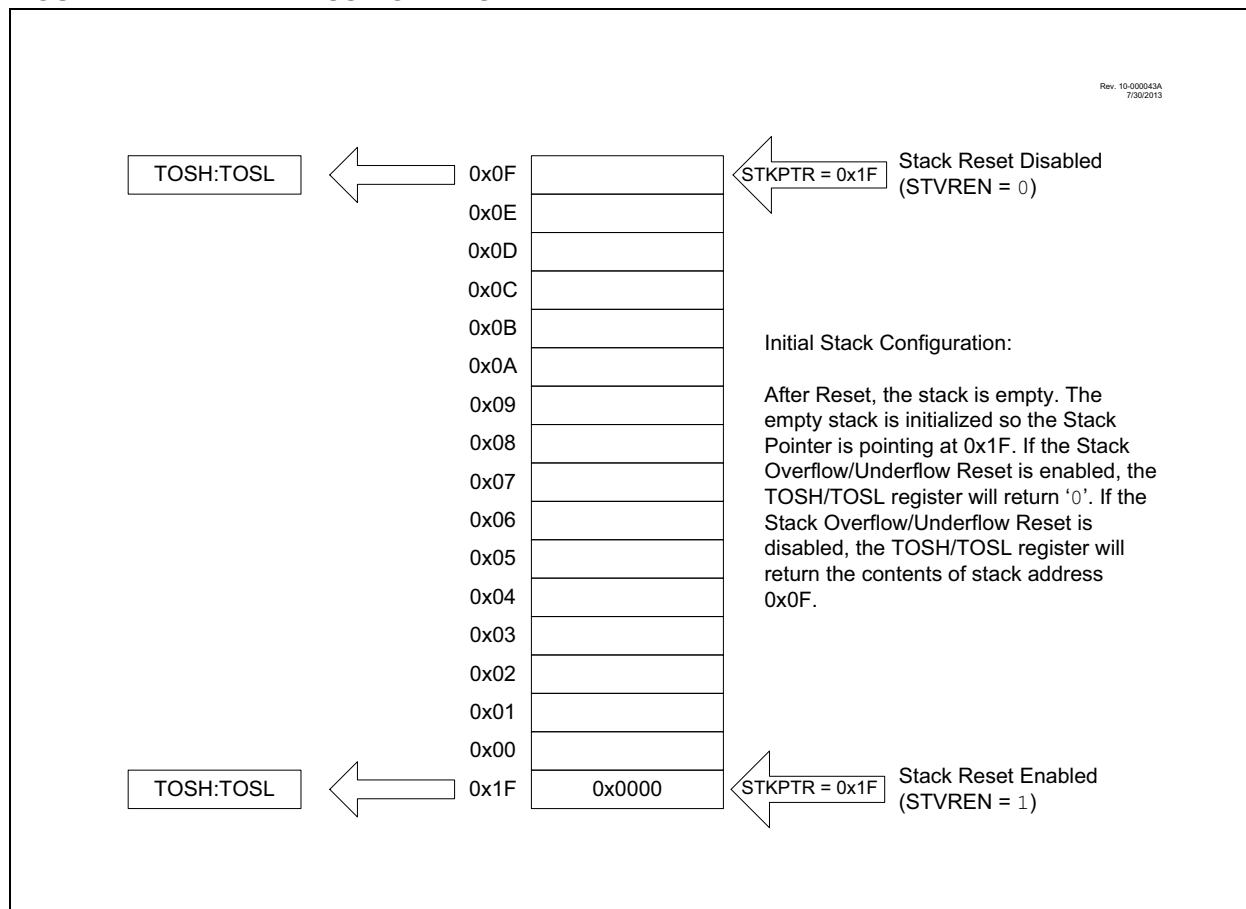 Rev. 10-000043A
7/30/2013
TOSH:TOSL
0x0F
STKPTR = 0x1F
Stack Reset Disabled
(STVREN = 0)
0x0E
0x0D
0x0C
0x0B
0x0A
0x09
0x08
0x07
0x06
0x05
0x04
0x03
0x02
0x01
0x00
Initial Stack Configuration:
After Reset, the stack is empty. The
empty stack is initialized so the Stack
Pointer is pointing at 0x1F. If the Stack
Overflow/Underflow Reset is enabled, the
TOSH/TOSL register will return ‘0’. If the
Stack Overflow/Underflow Reset is
disabled, the TOSH/TOSL register will
return the contents of stack address
0x0F.
TOSH:TOSL
0x1F
0x0000
STKPTR = 0x1F
Stack Reset Enabled
(STVREN = 1)